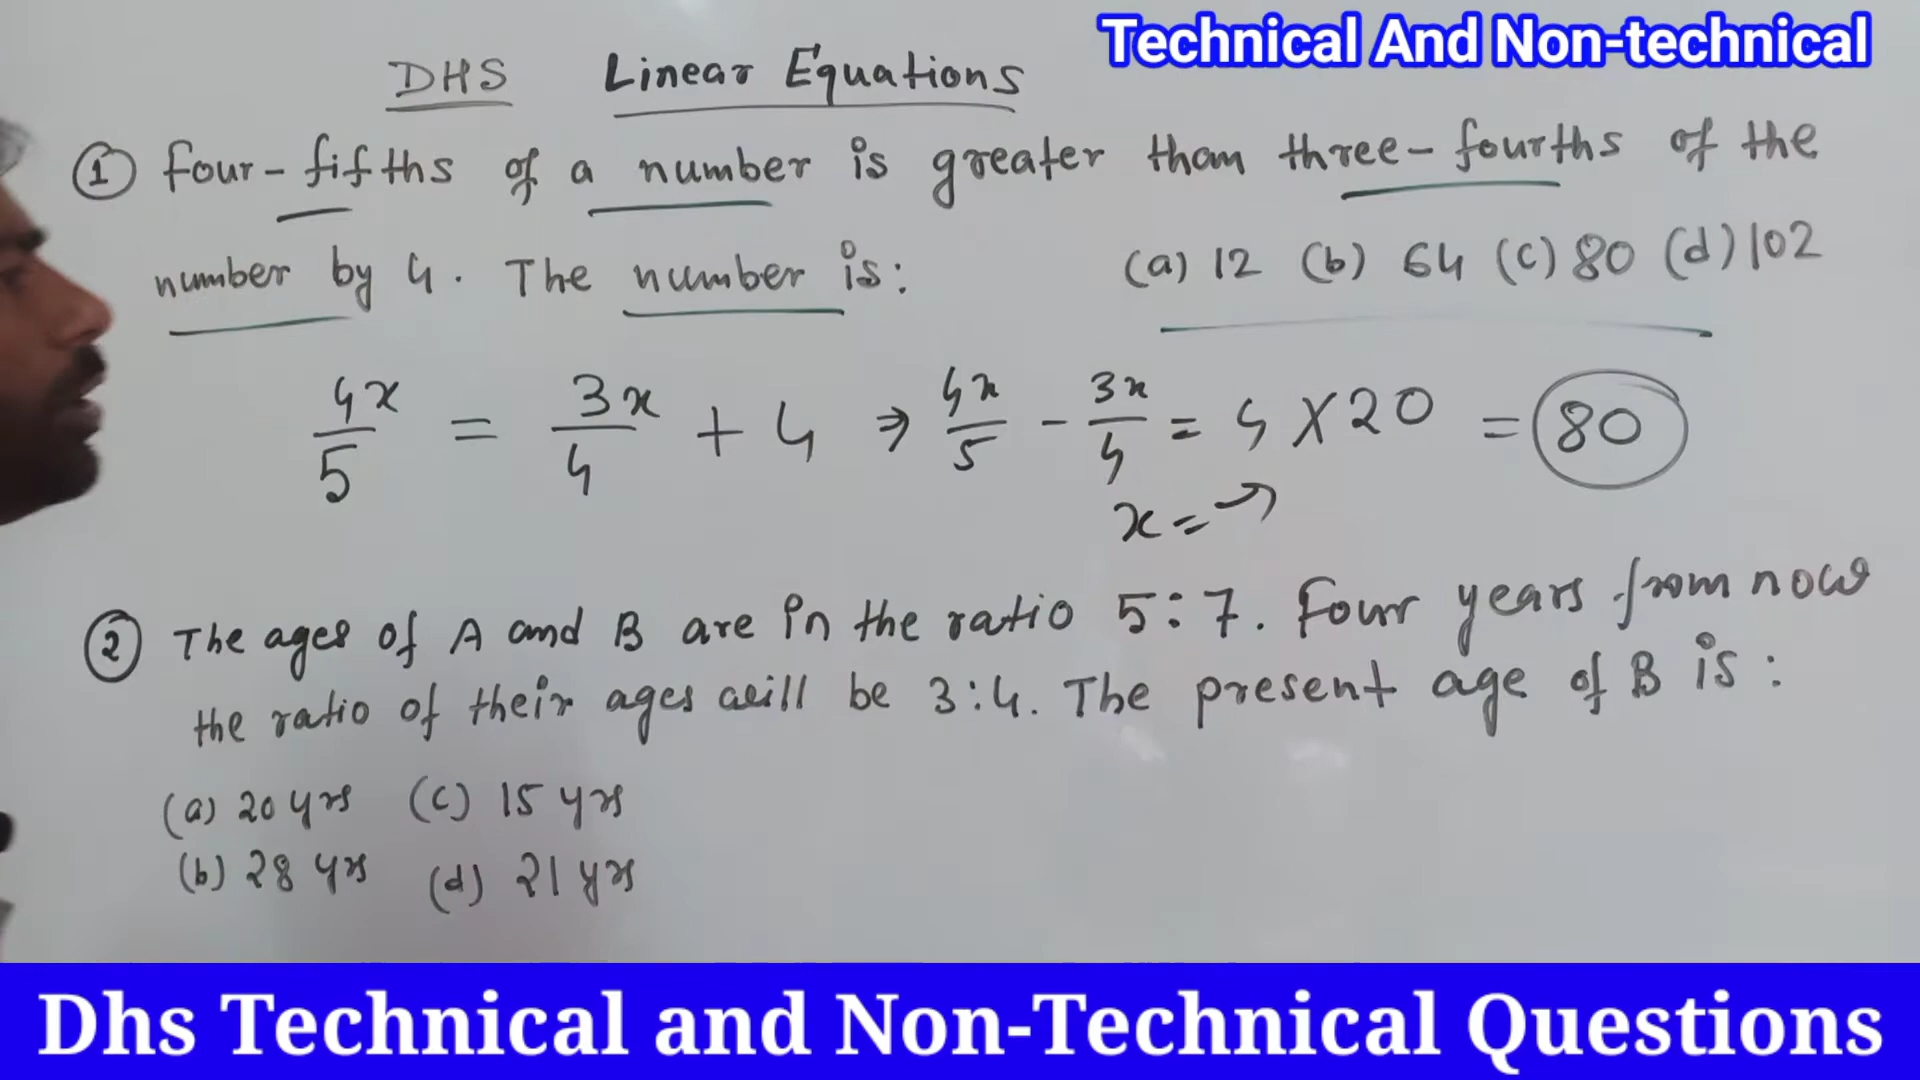 Technical And Non-technical
DHS Linear Equations
① Four-fifths of a number is greater than three-fourths of the
number by 4. The number is: (a) 12 (b) 64 (c) 80 (d) 102
4x/5 = 3x/4 + 4 ⇒ 4x/5 - 3x/4 = 4 X 20 = 80
x = →
② The ages of A and B are in the ratio 5:7. Four years from now
the ratio of their ages will be 3:4. The present age of B is:
(a) 20 yrs (c) 15 yrs
(b) 28 yrs (d) 21 yrs
Dhs Technical and Non-Technical Questions